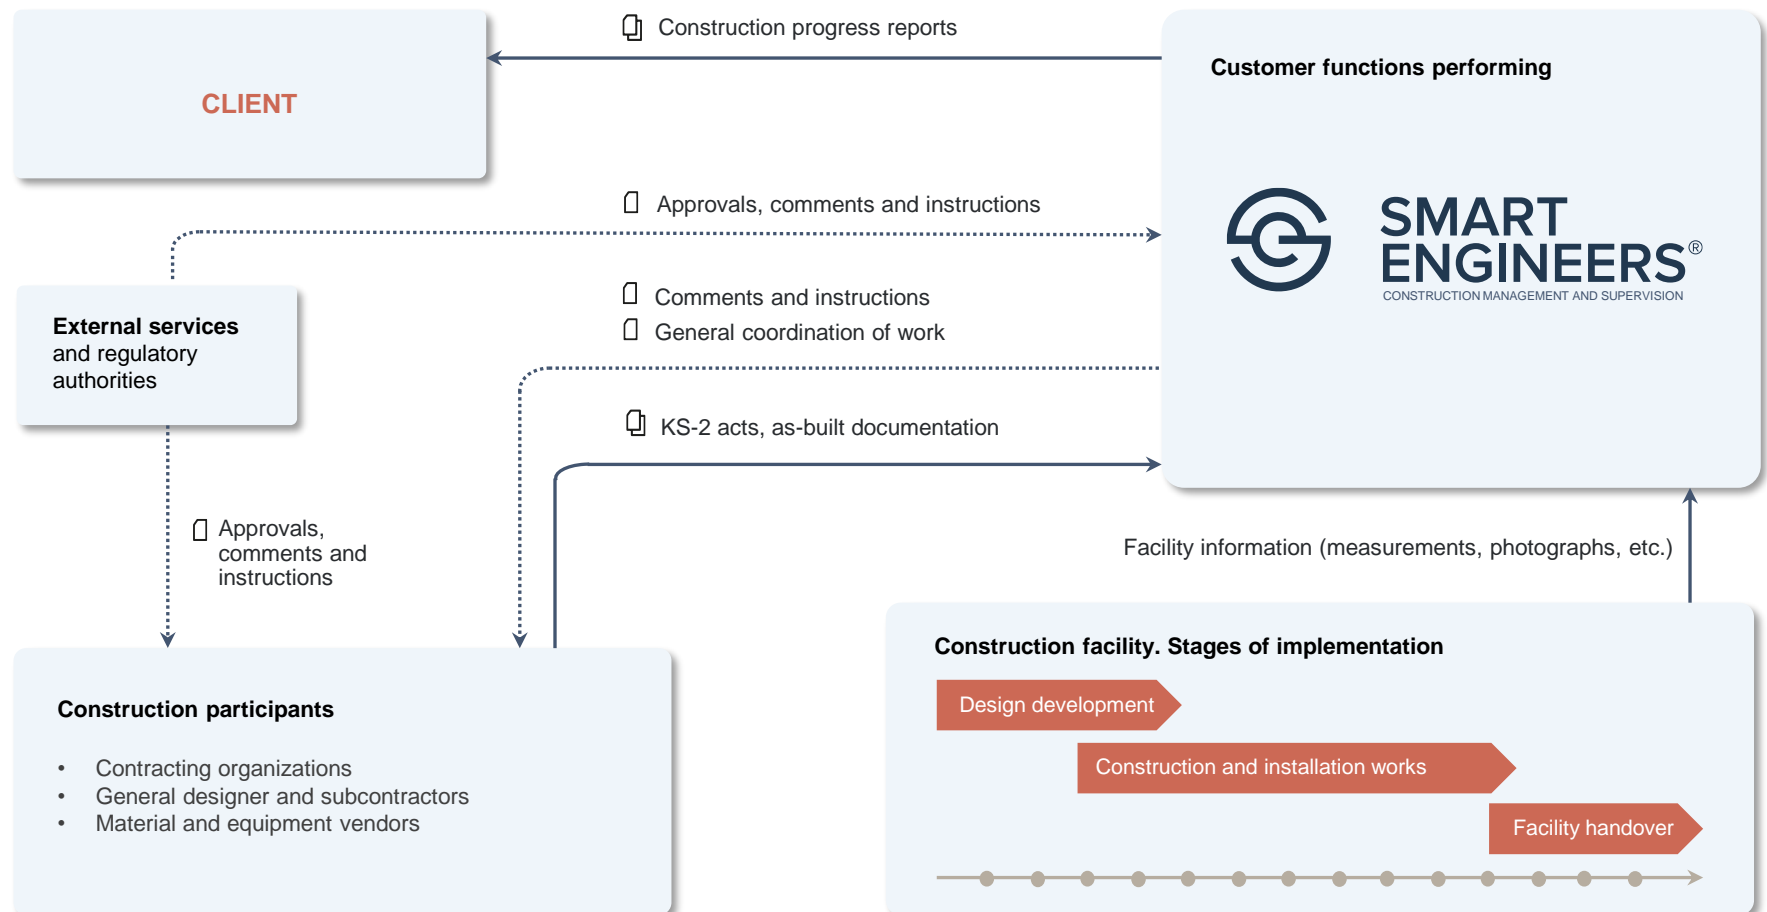 Construction progress reports
CLIENT
Customer functions performing
Approvals, comments and instructions
SMART
ENGINEERS®
CONSTRUCTION MANAGEMENT AND SUPERVISION
Comments and instructions
General coordination of work
External services
and regulatory
authorities
KS-2 acts, as-built documentation
Approvals,
comments and
instructions
Facility information (measurements, photographs, etc.)
Construction participants
• Contracting organizations
• General designer and subcontractors
• Material and equipment vendors
Construction facility. Stages of implementation
Design development
Construction and installation works
Facility handover